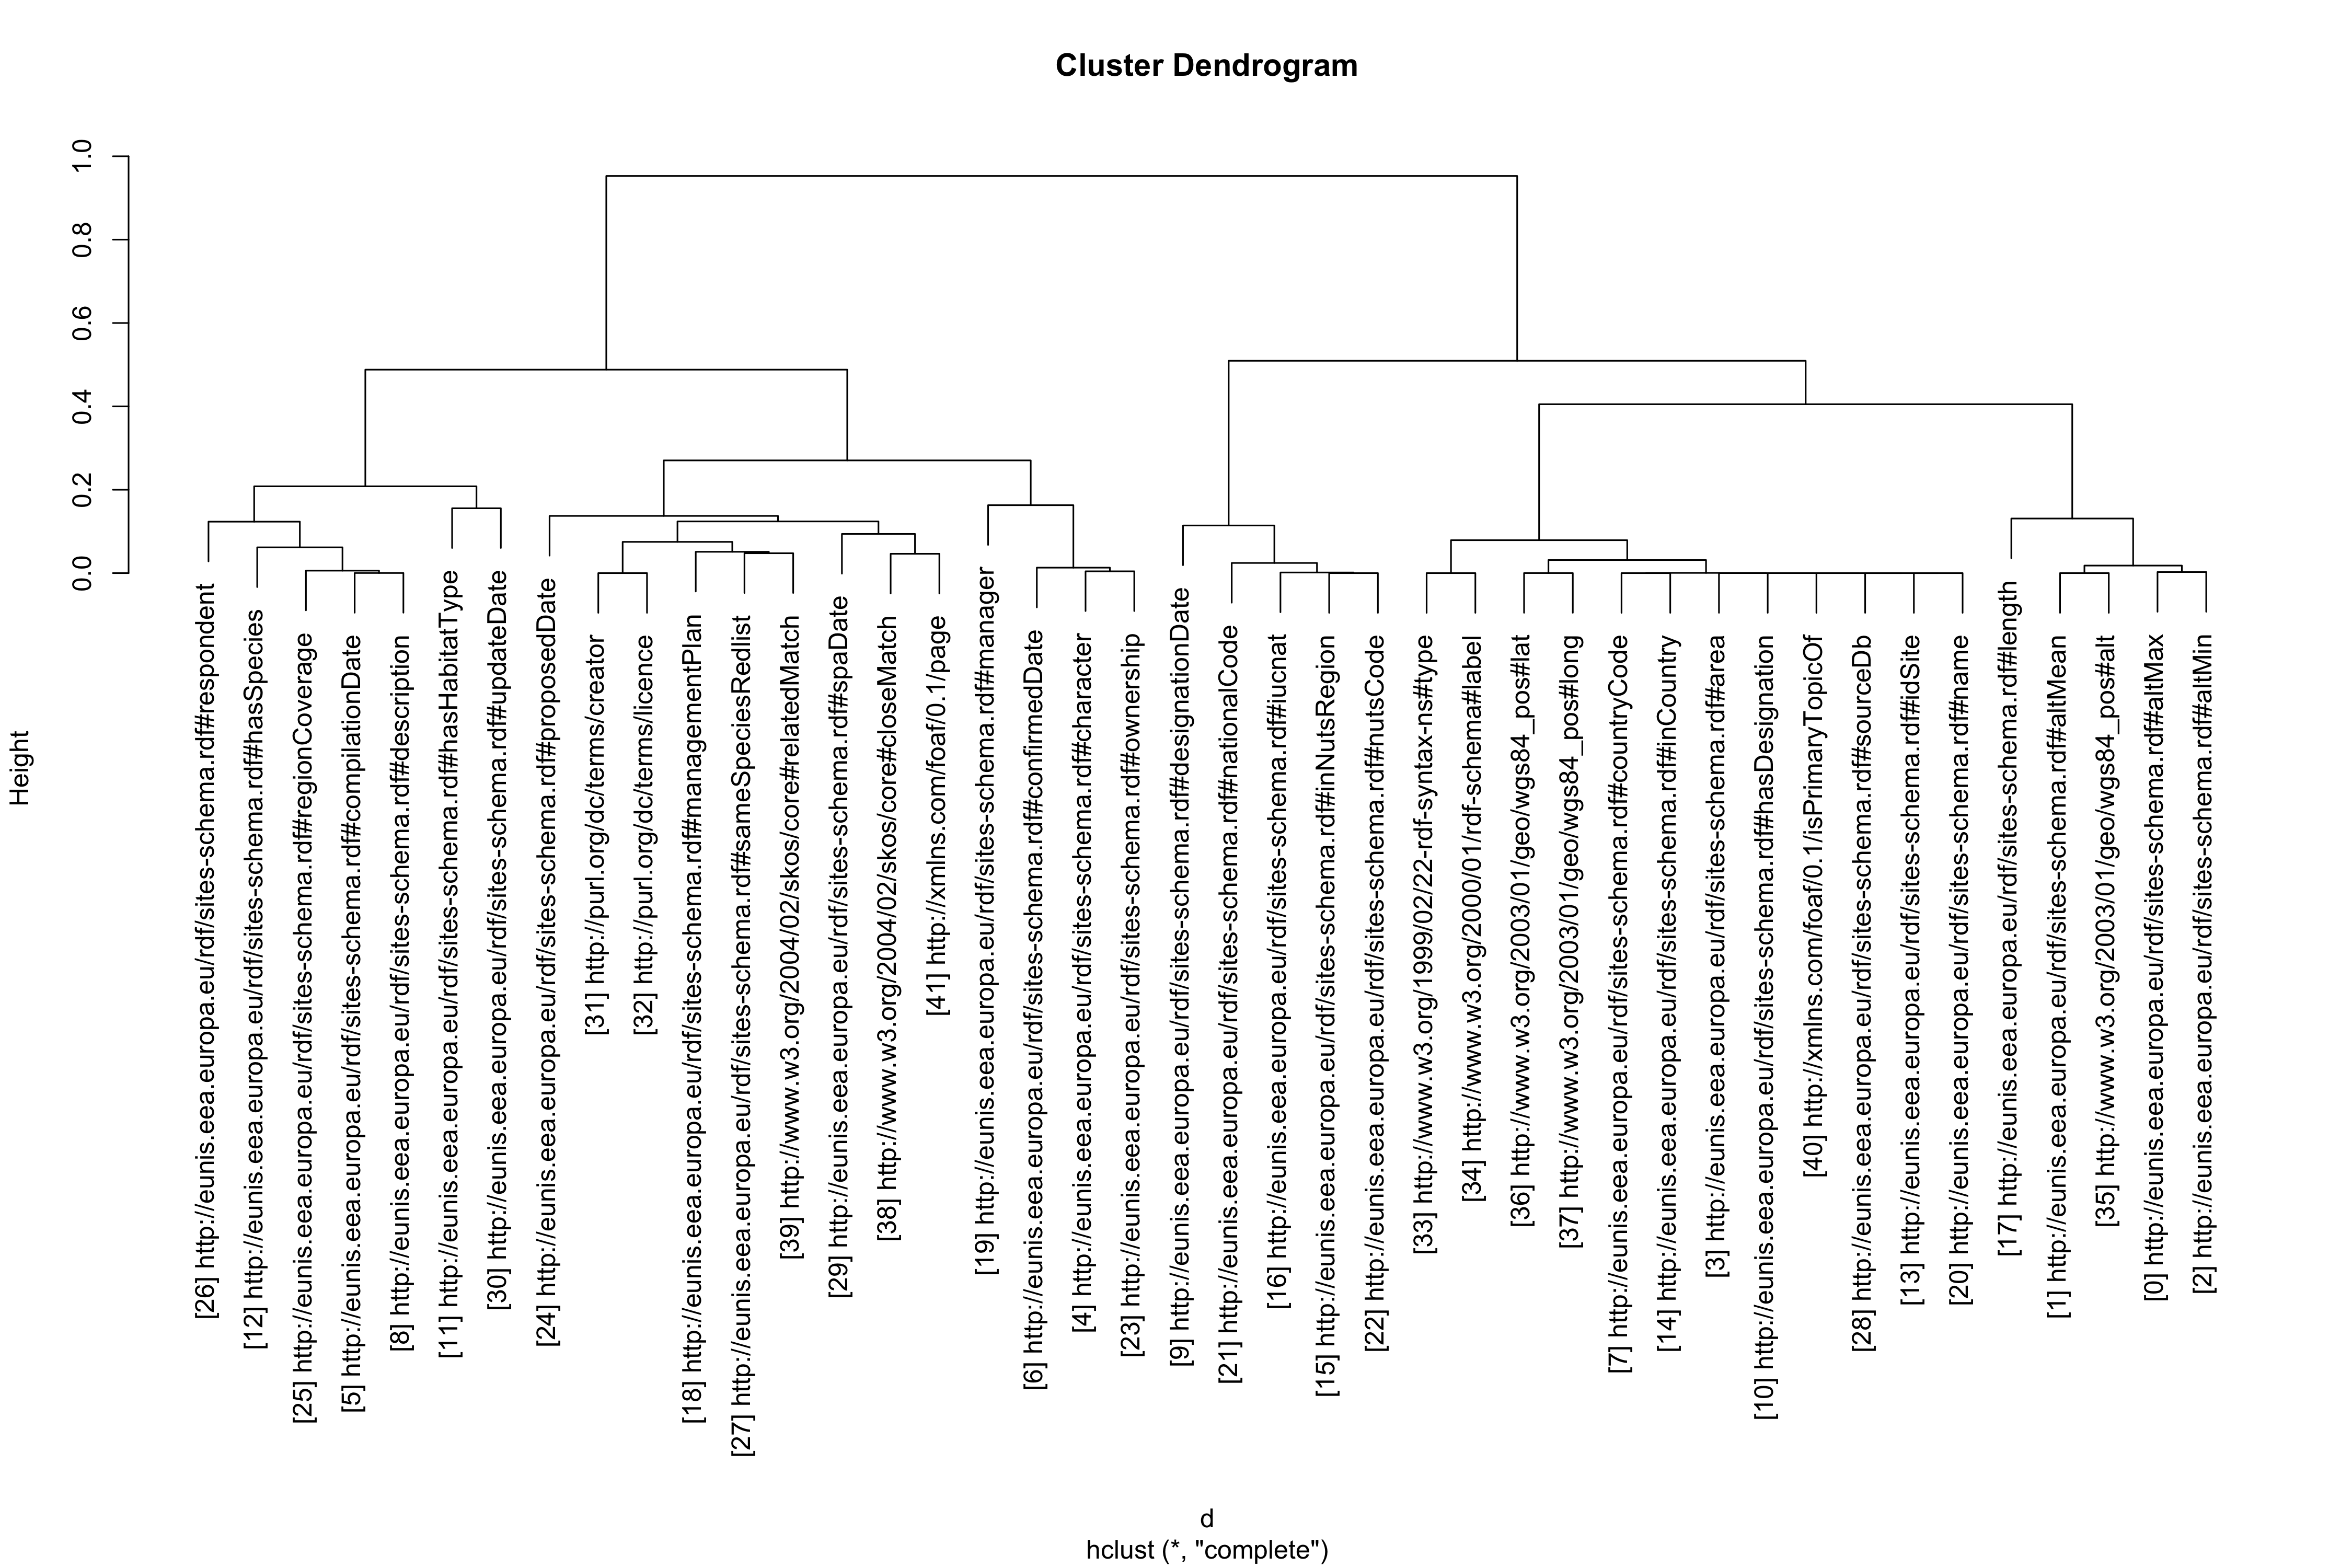 Cluster Dendrogram
Height
1.0
0.8
0.6
0.4
0.2
0.0
[26] http://eunis.eea.europa.eu/rdf/sites-schema.rdf#respondent
[12] http://eunis.eea.europa.eu/rdf/sites-schema.rdf#hasSpecies
[25] http://eunis.eea.europa.eu/rdf/sites-schema.rdf#regionCoverage
[5] http://eunis.eea.europa.eu/rdf/sites-schema.rdf#compilationDate
[8] http://eunis.eea.europa.eu/rdf/sites-schema.rdf#description
[11] http://eunis.eea.europa.eu/rdf/sites-schema.rdf#hasHabitatType
[30] http://eunis.eea.europa.eu/rdf/sites-schema.rdf#updateDate
[24] http://eunis.eea.europa.eu/rdf/sites-schema.rdf#proposedDate
[31] http://purl.org/dc/terms/creator
[32] http://purl.org/dc/terms/licence
[18] http://eunis.eea.europa.eu/rdf/sites-schema.rdf#managementPlan
[27] http://eunis.eea.europa.eu/rdf/sites-schema.rdf#sameSpeciesRedlist
[39] http://www.w3.org/2004/02/skos/core#relatedMatch
[29] http://eunis.eea.europa.eu/rdf/sites-schema.rdf#spaDate
[38] http://www.w3.org/2004/02/skos/core#closeMatch
[41] http://xmlns.com/foaf/0.1/page
[19] http://eunis.eea.europa.eu/rdf/sites-schema.rdf#manager
[6] http://eunis.eea.europa.eu/rdf/sites-schema.rdf#confirmedDate
[4] http://eunis.eea.europa.eu/rdf/sites-schema.rdf#character
[23] http://eunis.eea.europa.eu/rdf/sites-schema.rdf#ownership
[9] http://eunis.eea.europa.eu/rdf/sites-schema.rdf#designationDate
[21] http://eunis.eea.europa.eu/rdf/sites-schema.rdf#nationalCode
[16] http://eunis.eea.europa.eu/rdf/sites-schema.rdf#iucnat
[15] http://eunis.eea.europa.eu/rdf/sites-schema.rdf#inNutsRegion
[22] http://eunis.eea.europa.eu/rdf/sites-schema.rdf#nutsCode
[33] http://www.w3.org/1999/02/22-rdf-syntax-ns#type
[34] http://www.w3.org/2000/01/rdf-schema#label
[36] http://www.w3.org/2003/01/geo/wgs84_pos#lat
[37] http://www.w3.org/2003/01/geo/wgs84_pos#long
[7] http://eunis.eea.europa.eu/rdf/sites-schema.rdf#countryCode
[14] http://eunis.eea.europa.eu/rdf/sites-schema.rdf#inCountry
[3] http://eunis.eea.europa.eu/rdf/sites-schema.rdf#area
[10] http://eunis.eea.europa.eu/rdf/sites-schema.rdf#hasDesignation
[40] http://xmlns.com/foaf/0.1/isPrimaryTopicOf
[28] http://eunis.eea.europa.eu/rdf/sites-schema.rdf#sourceDb
[13] http://eunis.eea.europa.eu/rdf/sites-schema.rdf#idSite
[20] http://eunis.eea.europa.eu/rdf/sites-schema.rdf#name
[17] http://eunis.eea.europa.eu/rdf/sites-schema.rdf#length
[1] http://eunis.eea.europa.eu/rdf/sites-schema.rdf#altMean
[35] http://www.w3.org/2003/01/geo/wgs84_pos#alt
[0] http://eunis.eea.europa.eu/rdf/sites-schema.rdf#altMax
[2] http://eunis.eea.europa.eu/rdf/sites-schema.rdf#altMin
d
hclust (*, "complete")